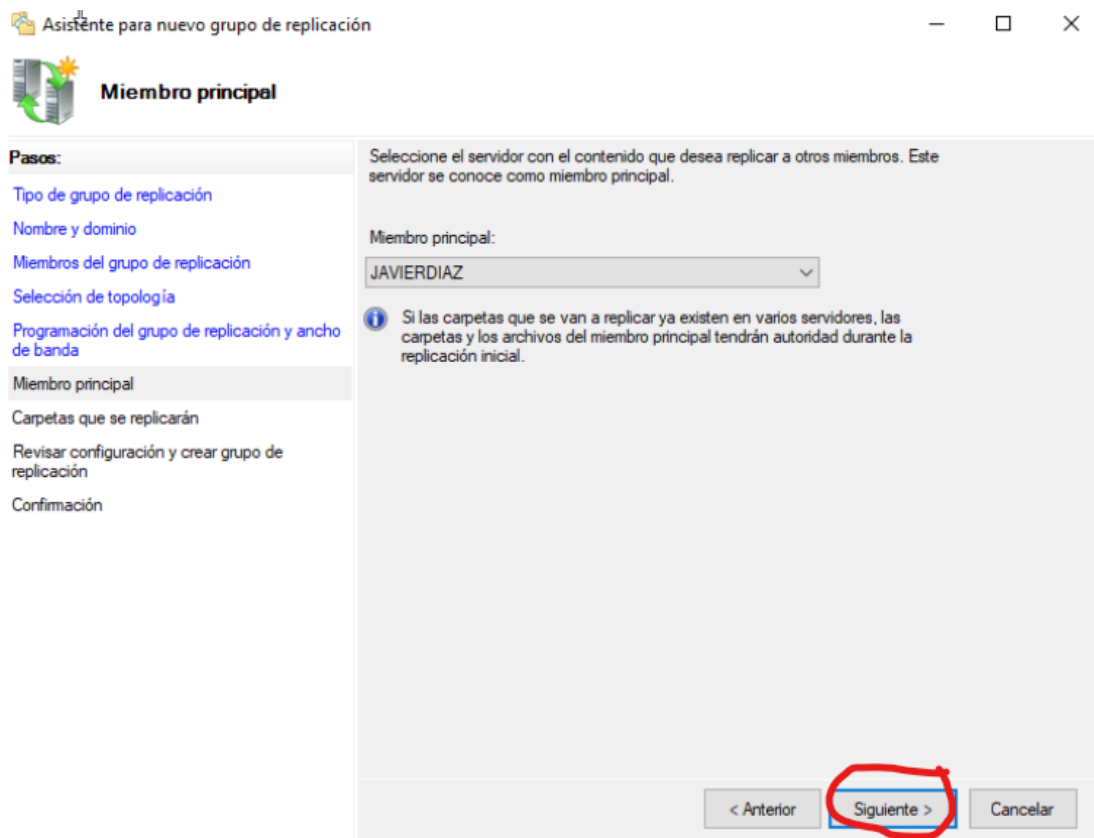 Asistente para nuevo grupo de replicación
Miembro principal
Pasos:
Tipo de grupo de replicación
Nombre y dominio
Miembros del grupo de replicación
Selección de topología
Programación del grupo de replicación y ancho
de banda
Miembro principal
Carpetas que se replicarán
Revisar configuración y crear grupo de
replicación
Confirmación
Seleccione el servidor con el contenido que desea replicar a otros miembros. Este
servidor se conoce como miembro principal.
Miembro principal:
JAVIERDIAZ
Si las carpetas que se van a replicar ya existen en varios servidores, las
carpetas y los archivos del miembro principal tendrán autoridad durante la
replicación inicial.
< Anterior
Siguiente >
Cancelar